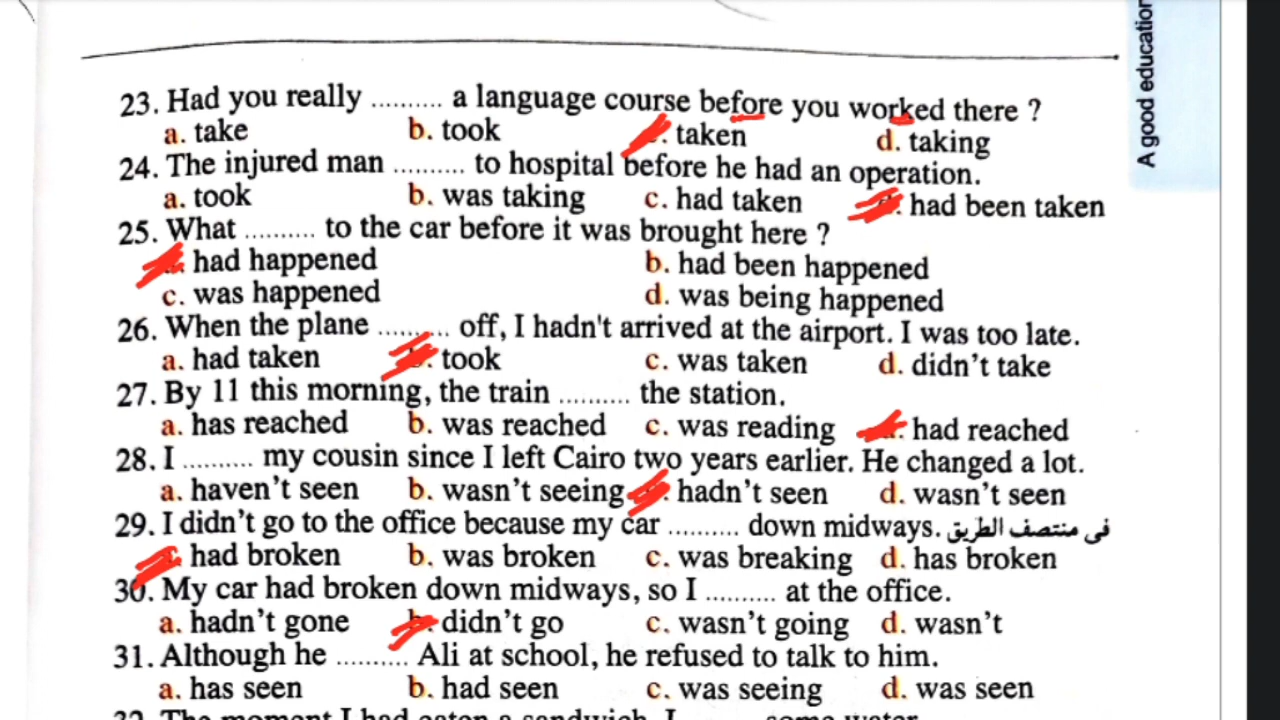 A good education
23. Had you really .......... a language course before you worked there ?
a. take b. took c. taken d. taking
24. The injured man .......... to hospital before he had an operation.
a. took b. was taking c. had taken had been taken
25. What .......... to the car before it was brought here ?
had happened b. had been happened
c. was happened d. was being happened
26. When the plane .......... off, I hadn't arrived at the airport. I was too late.
a. had taken took c. was taken d. didn't take
27. By 11 this morning, the train .......... the station.
a. has reached b. was reached c. was reading had reached
28. I .......... my cousin since I left Cairo two years earlier. He changed a lot.
a. haven't seen b. wasn't seeing hadn't seen d. wasn't seen
29. I didn't go to the office because my car .......... down midways. فى منتصف الطريق
had broken b. was broken c. was breaking d. has broken
30. My car had broken down midways, so I .......... at the office.
a. hadn't gone didn't go c. wasn't going d. wasn't
31. Although he .......... Ali at school, he refused to talk to him.
a. has seen b. had seen c. was seeing d. was seen